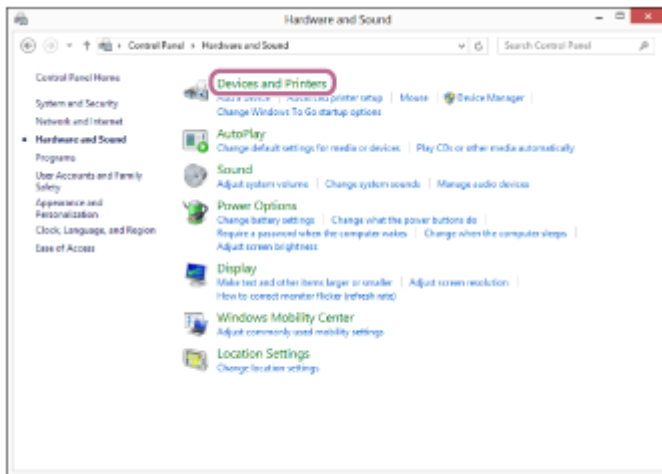 Hardware and Sound
Control Panel › Hardware and Sound
Search Control Panel
Control Panel Home
System and Security
Network and Internet
Hardware and Sound
Programs
User Accounts and Family
Safety
Appearance and
Personalization
Clock, Language, and Region
Ease of Access
Devices and Printers
Add a device | Advanced printer setup | Mouse | Device Manager
Change Windows To Go startup options
AutoPlay
Change default settings for media or devices | Play CDs or other media automatically
Sound
Adjust system volume | Change system sounds | Manage audio devices
Power Options
Change battery settings | Change what the power buttons do
Require a password when the computer wakes | Change when the computer sleeps
Adjust screen brightness
Display
Make text and other items larger or smaller | Adjust screen resolution
How to correct monitor flicker (refresh rate)
Windows Mobility Center
Adjust commonly used mobility settings
Location Settings
Change location settings